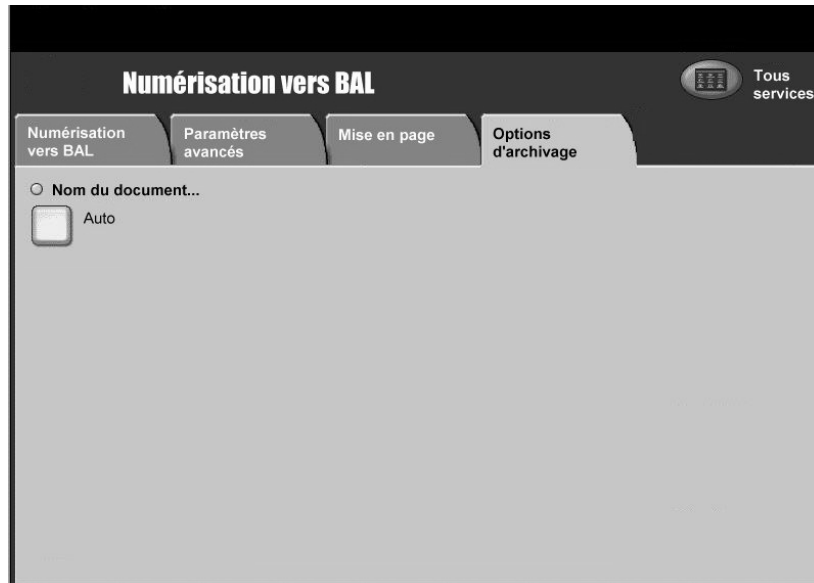 Numérisation vers BAL
Tous
services
Numérisation
vers BAL
Paramètres
avancés
Mise en page
Options
d'archivage
Nom du document...
Auto